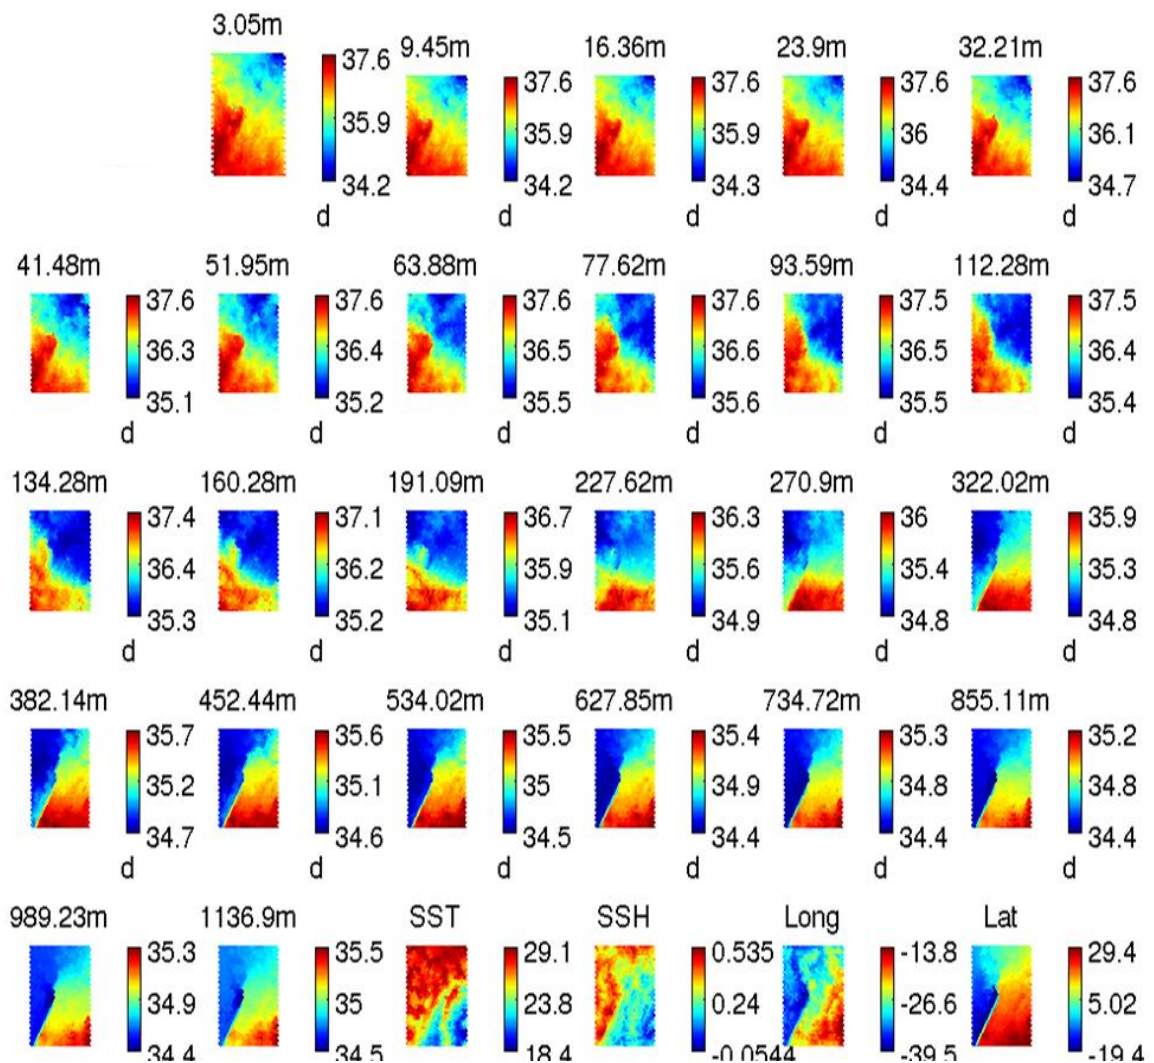 3.05m 9.45m 16.36m 23.9m 32.21m
37.6 37.6 37.6 37.6 37.6
35.9 35.9 35.9 36 36.1
34.2 34.2 34.3 34.4 34.7
d d d d d
41.48m 51.95m 63.88m 77.62m 93.59m 112.28m
37.6 37.6 37.6 37.6 37.5 37.5
36.3 36.4 36.5 36.6 36.4 36.4
35.1 35.2 35.5 35.6 35.5 35.4
d d d d d d
134.28m 160.28m 191.09m 227.62m 270.9m 322.02m
37.4 37.1 36.7 36.3 36 35.9
36.4 36.2 35.9 35.6 35.4 35.3
35.3 35.2 35.1 34.9 34.8 34.8
d d d d d d
382.14m 452.44m 534.02m 627.85m 734.72m 855.11m
35.7 35.6 35.5 35.4 35.3 35.2
35.2 35.1 35 34.9 34.8 34.8
34.7 34.6 34.5 34.4 34.4 34.4
d d d d d d
989.23m 1136.9m SST SSH Long Lat
35.3 35.5 29.1 0.535 -13.8 29.4
34.9 35 23.8 0.24 -26.6 5.02
34.4 34.5 18.4 -0.0544 -39.5 -19.4